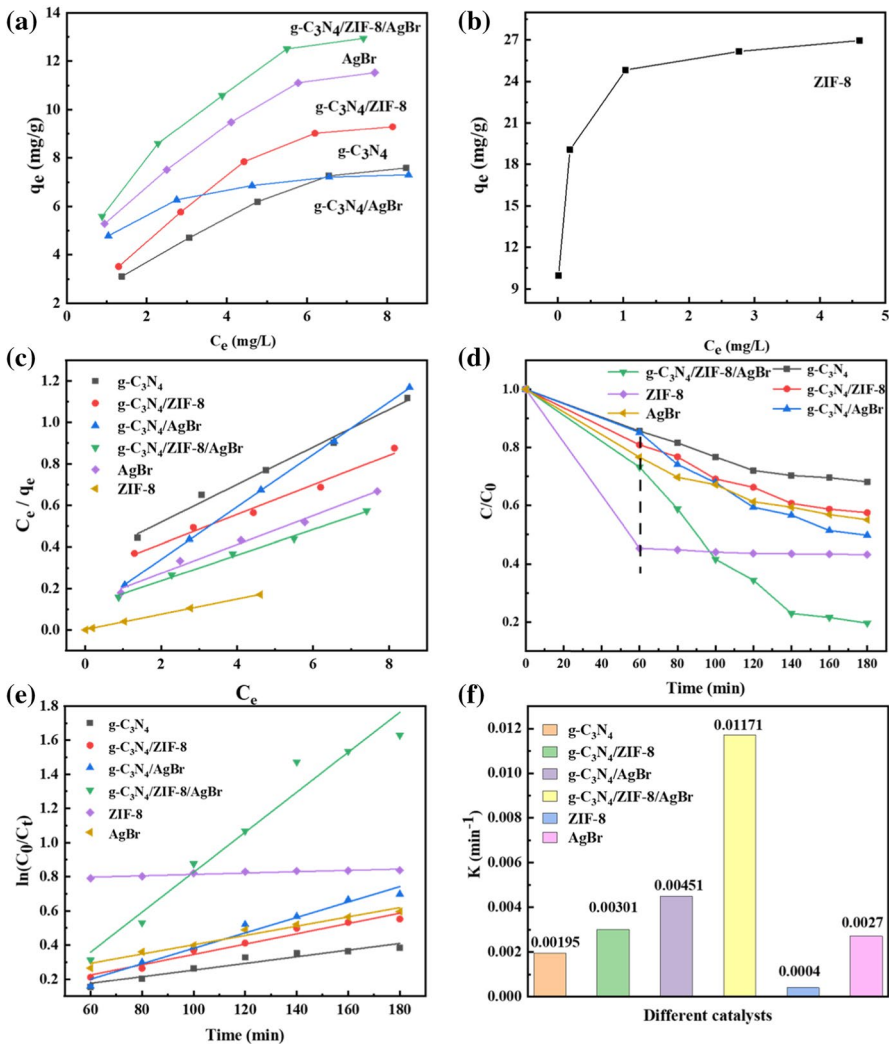 (a)
g-C3N4/ZIF-8/AgBr
AgBr
g-C3N4/ZIF-8
g-C3N4
g-C3N4/AgBr
qe (mg/g)
14
12
10
8
6
4
2
0 2 4 6 8
Ce (mg/L)
(b)
ZIF-8
qe (mg/g)
27
24
21
18
15
12
9
0 1 2 3 4 5
Ce (mg/L)
(c)
g-C3N4
g-C3N4/ZIF-8
g-C3N4/AgBr
g-C3N4/ZIF-8/AgBr
AgBr
ZIF-8
Ce / qe
1.2
1.0
0.8
0.6
0.4
0.2
0.0
0 2 4 6 8
Ce
(d)
g-C3N4/ZIF-8/AgBr
ZIF-8
AgBr
g-C3N4
g-C3N4/ZIF-8
g-C3N4/AgBr
C/C0
1.0
0.8
0.6
0.4
0.2
0 20 40 60 80 100 120 140 160 180
Time (min)
(e)
g-C3N4
g-C3N4/ZIF-8
g-C3N4/AgBr
g-C3N4/ZIF-8/AgBr
ZIF-8
AgBr
ln(C0/Ct)
1.8
1.6
1.4
1.2
1.0
0.8
0.6
0.4
0.2
60 80 100 120 140 160 180
Time (min)
(f)
g-C3N4
g-C3N4/ZIF-8
g-C3N4/AgBr
g-C3N4/ZIF-8/AgBr
ZIF-8
AgBr
K (min-1)
0.012
0.010
0.008
0.006
0.004
0.002
0.000
0.00195
0.00301
0.00451
0.01171
0.0004
0.0027
Different catalysts